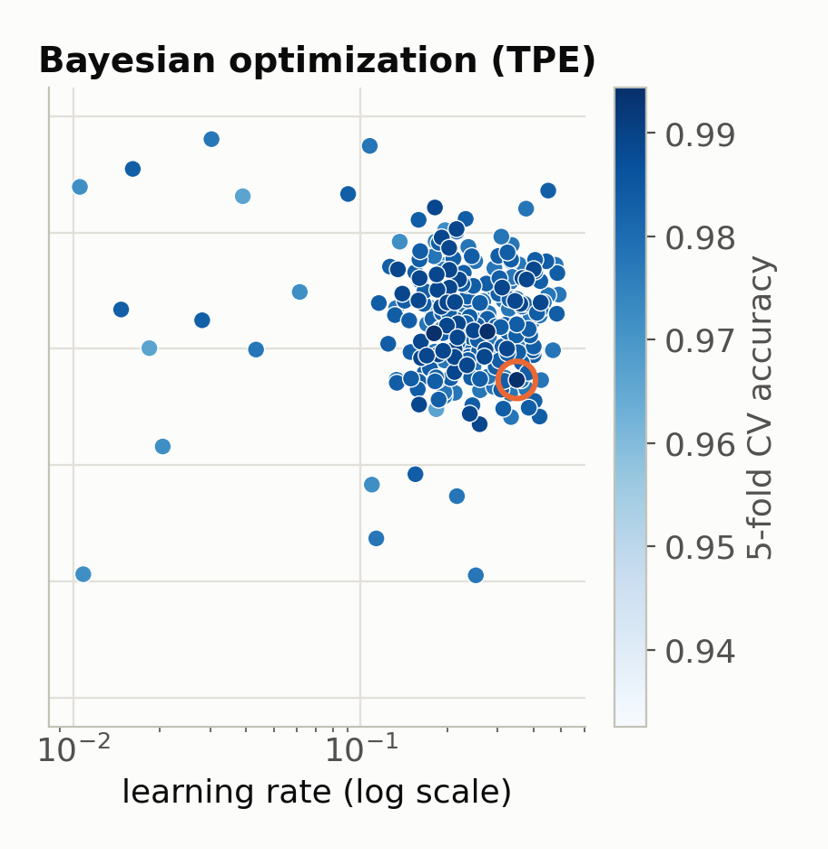 Bayesian optimization (TPE)
0.99
0.98
0.97
0.96
0.95
0.94
5-fold CV accuracy
10⁻² 10⁻¹
learning rate (log scale)